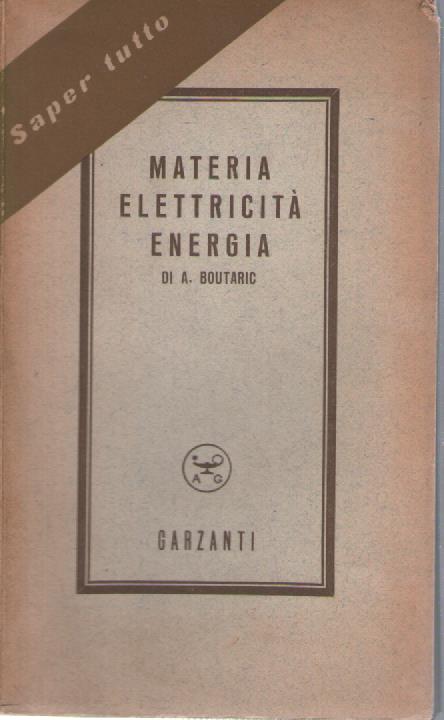 Saper tutto
MATERIA
ELETTRICITÀ
ENERGIA
DI A. BOUTARIC
A G
GARZANTI